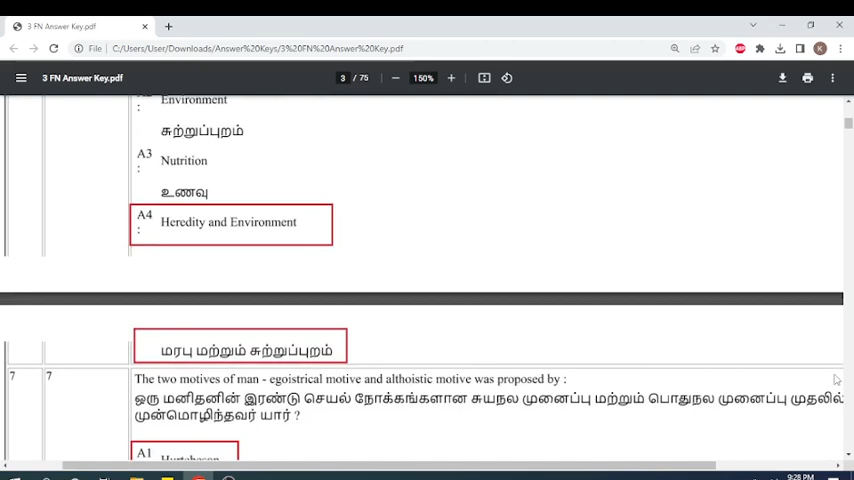 3 FN Answer Key.pdf
File C:/Users/User/Downloads/Answer%20Keys/3%20FN%20Answer%20Key.pdf
ABP
K
3 FN Answer Key.pdf 3 / 75 150%
: Environment
சுற்றுப்புறம்
A3 : Nutrition
உணவு
A4 : Heredity and Environment
மரபு மற்றும் சுற்றுப்புறம்
7 7 The two motives of man - egoistrical motive and althoistic motive was proposed by :
ஒரு மனிதனின் இரண்டு செயல் நோக்கங்களான சுயநல முனைப்பு மற்றும் பொதுநல முனைப்பு முதலில்
முன்மொழிந்தவர் யார் ?
A1
9:28 PM